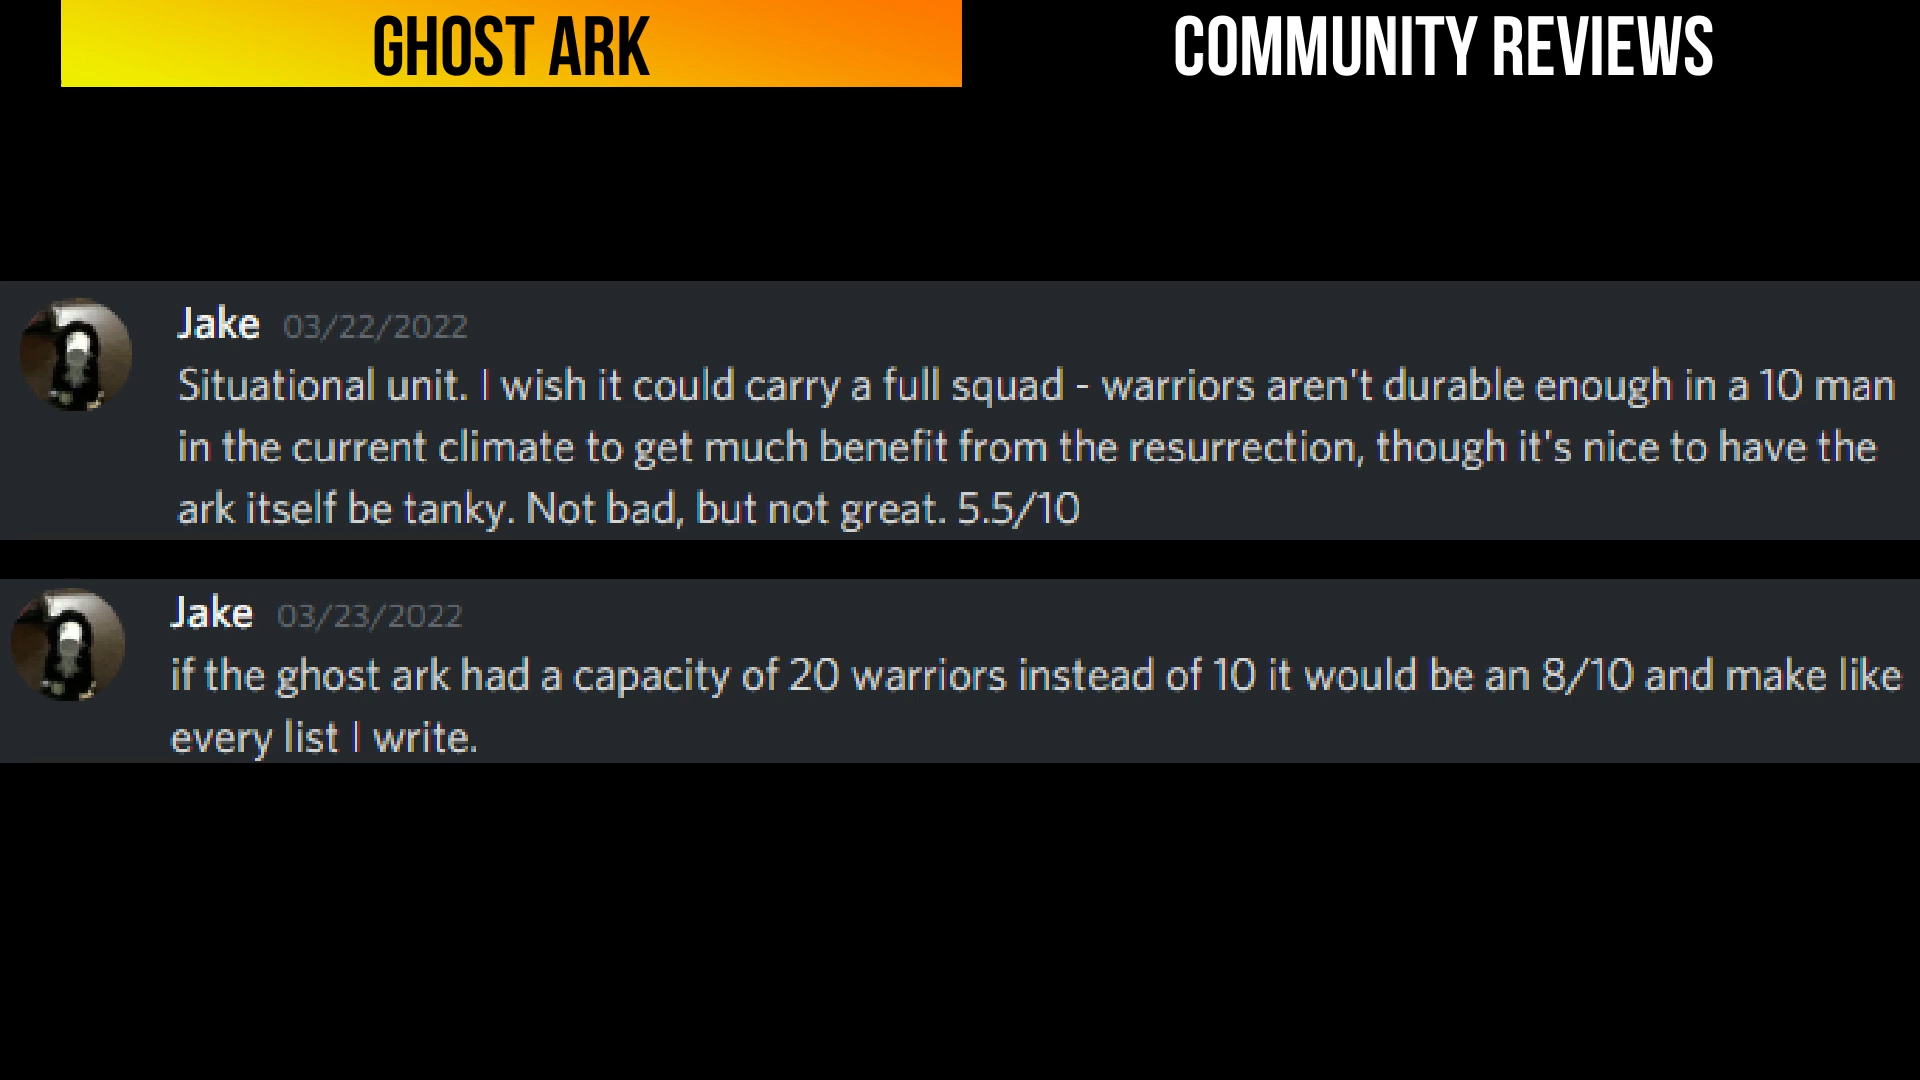 GHOST ARK
COMMUNITY REVIEWS
Jake 03/22/2022
Situational unit. I wish it could carry a full squad - warriors aren't durable enough in a 10 man
in the current climate to get much benefit from the resurrection, though it's nice to have the
ark itself be tanky. Not bad, but not great. 5.5/10
Jake 03/23/2022
if the ghost ark had a capacity of 20 warriors instead of 10 it would be an 8/10 and make like
every list I write.